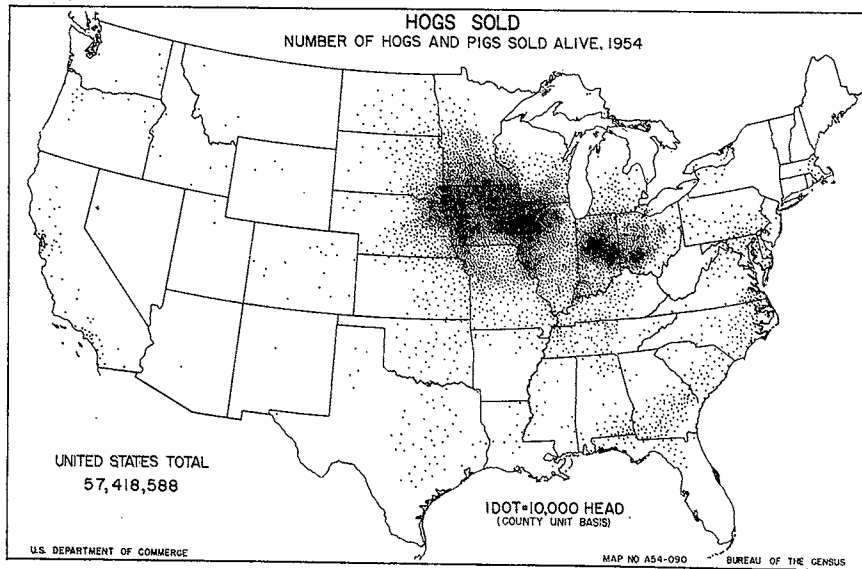 HOGS SOLD
NUMBER OF HOGS AND PIGS SOLD ALIVE, 1954
UNITED STATES TOTAL
57,418,588
1 DOT=10,000 HEAD
(COUNTY UNIT BASIS)
U.S. DEPARTMENT OF COMMERCE
MAP NO A54-090
BUREAU OF THE CENSUS